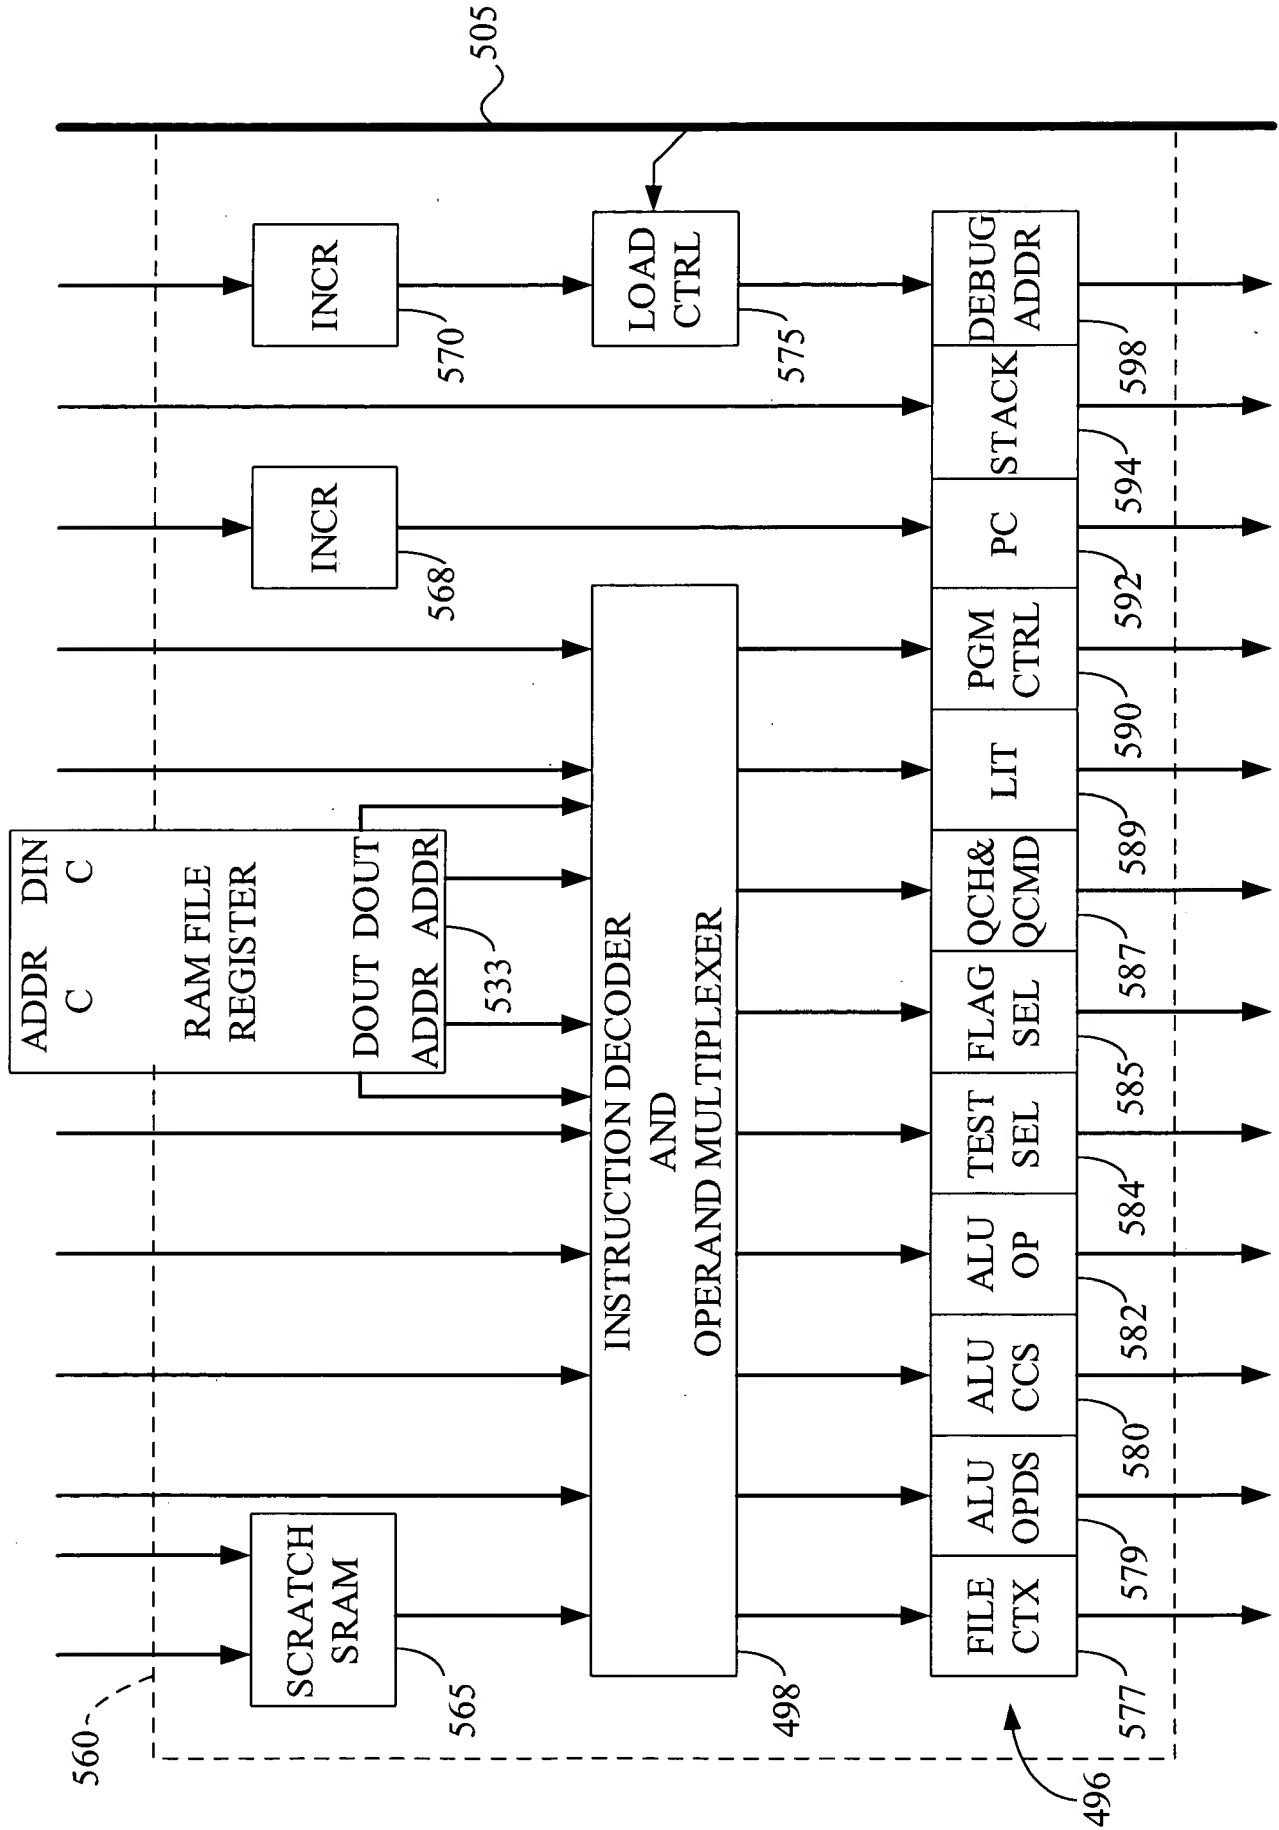 505
560
ADDR DIN
C C
RAM FILE
REGISTER
DOUT DOUT
ADDR ADDR
533
SCRATCH
SRAM
565
INCR
568
INCR
570
LOAD
CTRL
575
INSTRUCTION DECODER
AND
OPERAND MULTIPLEXER
498
FILE
CTX
577
ALU
OPDS
579
ALU
CCS
580
ALU
OP
582
TEST
SEL
584
FLAG
SEL
585
QCH&
QCMD
587
LIT
589
PGM
CTRL
590
PC
592
STACK
594
DEBUG
ADDR
598
496